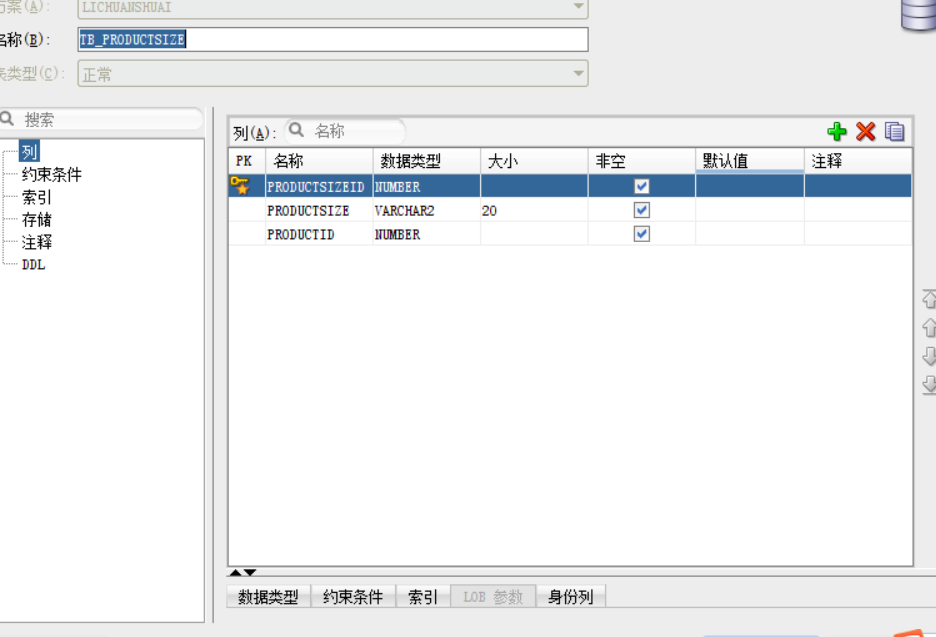 方案(A): LICHUANSHUAI
名称(B): TB_PRODUCTSIZE
表类型(C): 正常
搜索
列
约束条件
索引
存储
注释
DDL
列(A): 名称
PK 名称 数据类型 大小 非空 默认值 注释
PRODUCTSIZEID NUMBER
PRODUCTSIZE VARCHAR2 20
PRODUCTID NUMBER
数据类型 约束条件 索引 LOB 参数 身份列